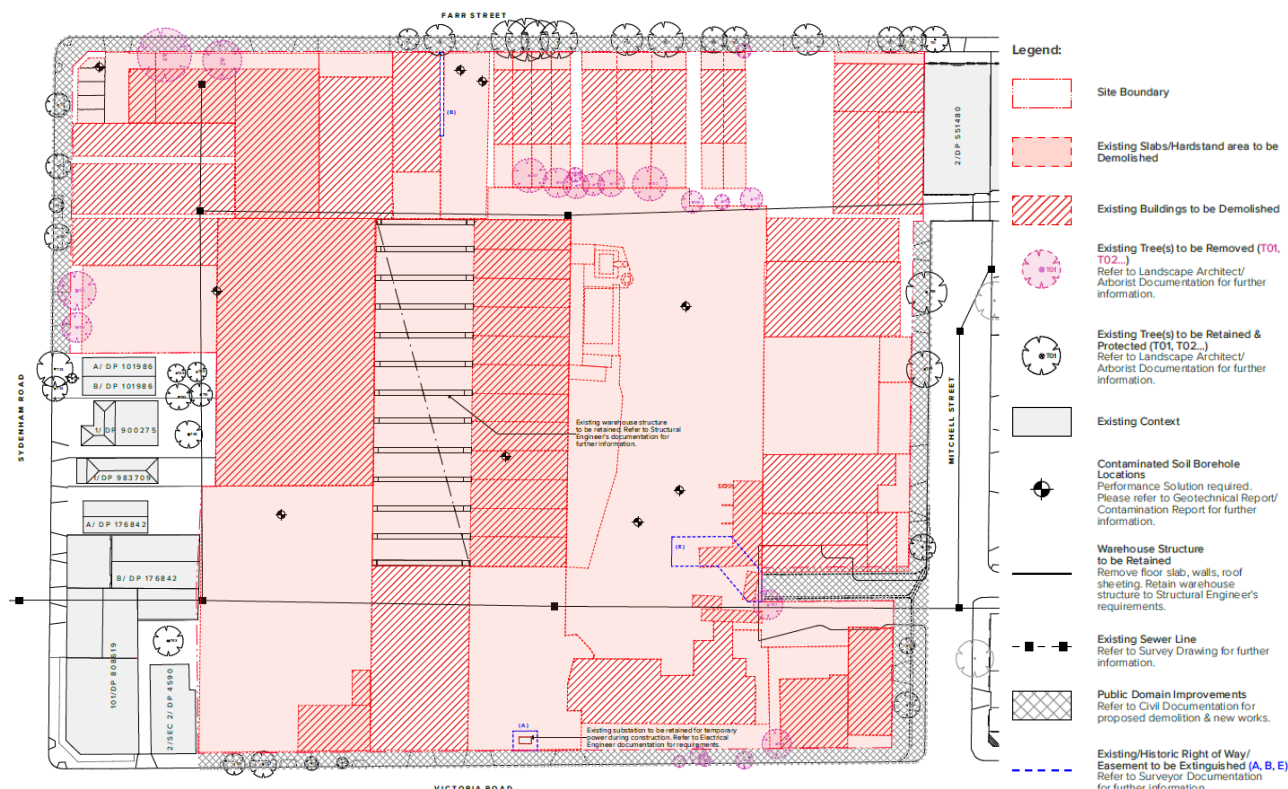 FARR STREET
Legend:
Site Boundary
Existing Slabs/Hardstand area to be
Demolished
Existing Buildings to be Demolished
Existing Tree(s) to be Removed (T01,
T02...)
Refer to Landscape Architect/
Arborist Documentation for further
information.
T01
Existing Tree(s) to be Retained &
Protected (T01, T02...)
Refer to Landscape Architect/
Arborist Documentation for further
information.
T01
Existing Context
Contaminated Soil Borehole
Locations
Performance Solution required.
Please refer to Geotechnical Report/
Contamination Report for further
information.
Warehouse Structure
to be Retained
Remove floor slab, walls, roof
sheeting. Retain warehouse
structure to Structural Engineer's
requirements.
Existing Sewer Line
Refer to Survey Drawing for further
information.
Public Domain Improvements
Refer to Civil Documentation for
proposed demolition & new works.
Existing/Historic Right of Way/
Easement to be Extinguished (A, B, E)
Refer to Surveyor Documentation
for further information
(B)
2/DP 551480
SYDENHAM ROAD
MITCHELL STREET
A/ DP 101986
B/ DP 101986
1/ DP 900275
1/DP 983709
A/ DP 176842
B/ DP 176842
101/DP 808619
2/SEC 2/ DP 4590
Existing warehouse structure
to be retained. Refer to Structural
Engineer's documentation for
further information.
(E)
(A)
Existing substation to be retained for temporary
power during construction. Refer to Electrical
Engineer documentation for requirements.
VICTORIA ROAD